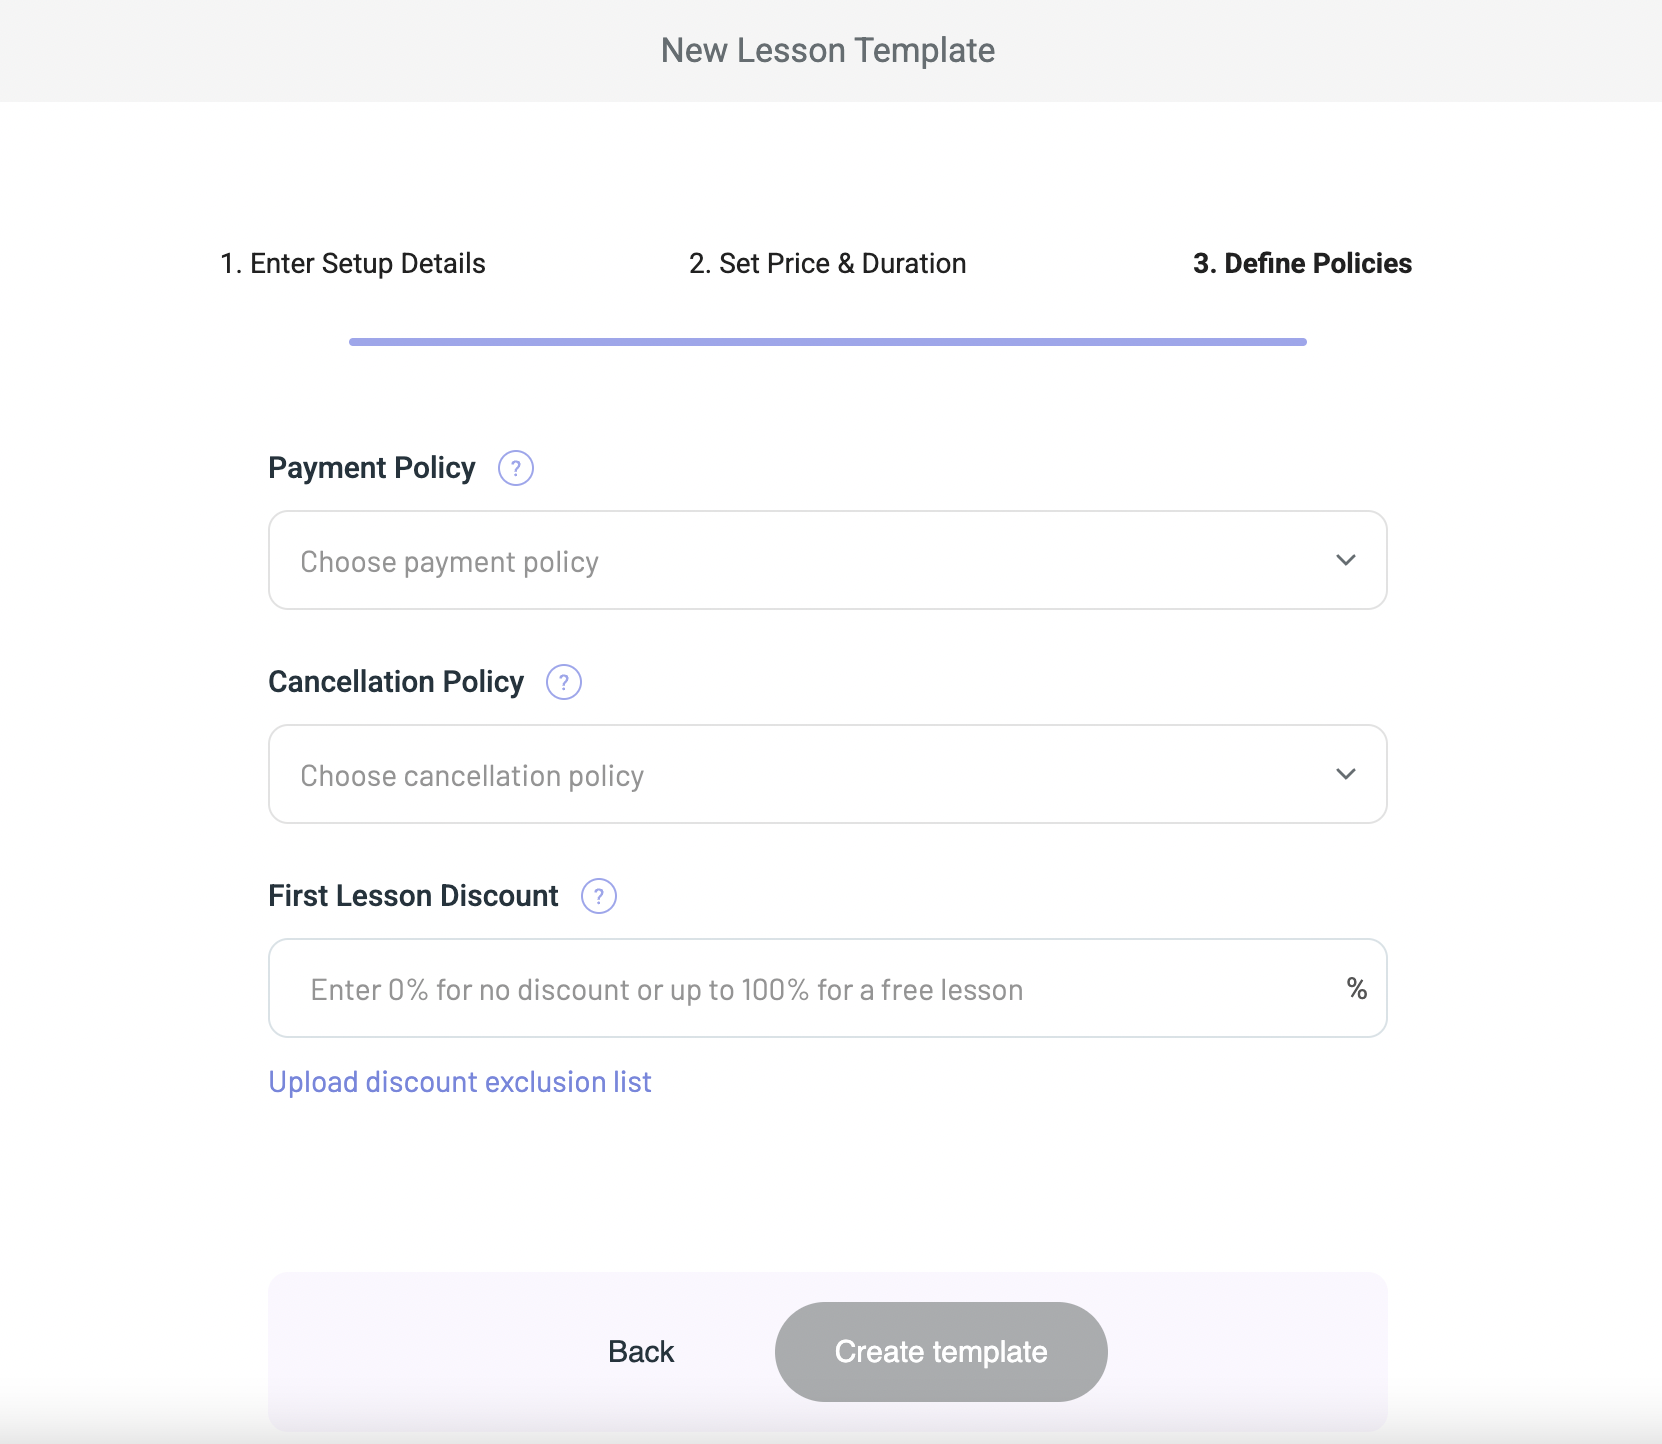 New Lesson Template
1. Enter Setup Details
2. Set Price & Duration
3. Define Policies
Payment Policy ?
Choose payment policy
Cancellation Policy ?
Choose cancellation policy
First Lesson Discount ?
Enter 0% for no discount or up to 100% for a free lesson %
Upload discount exclusion list
Back
Create template